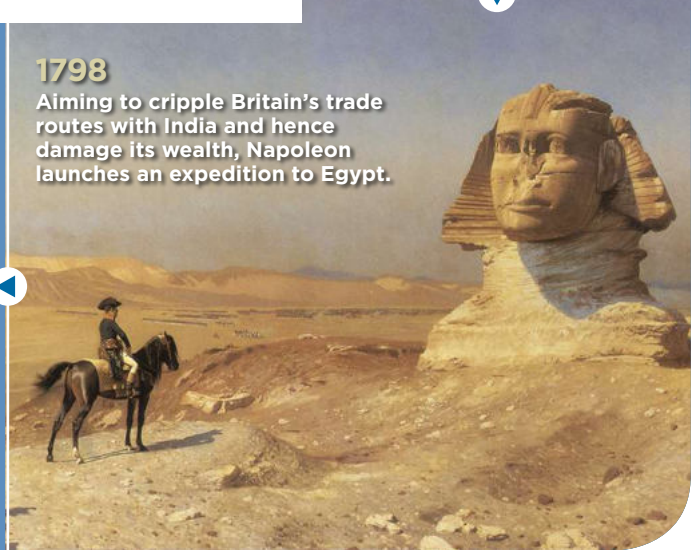 1798
Aiming to cripple Britain’s trade
routes with India and hence
damage its wealth, Napoleon
launches an expedition to Egypt.